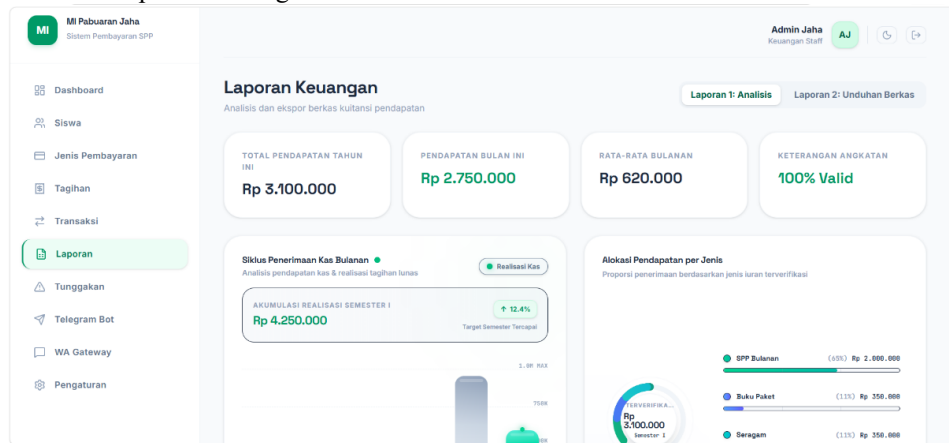 MI
MI Pabuaran Jaha
Sistem Pembayaran SPP
Admin Jaha
Keuangan Staff
AJ
Dashboard
Siswa
Jenis Pembayaran
Tagihan
Transaksi
Laporan
Tunggakan
Telegram Bot
WA Gateway
Pengaturan
Laporan Keuangan
Analisis dan ekspor berkas kuitansi pendapatan
Laporan 1: Analisis
Laporan 2: Unduhan Berkas
TOTAL PENDAPATAN TAHUN
INI
Rp 3.100.000
PENDAPATAN BULAN INI
Rp 2.750.000
RATA-RATA BULANAN
Rp 620.000
KETERANGAN ANGKATAN
100% Valid
Siklus Penerimaan Kas Bulanan
Analisis pendapatan kas & realisasi tagihan lunas
Realisasi Kas
AKUMULASI REALISASI SEMESTER I
Rp 4.250.000
↑ 12.4%
Target Semester Tercapai
1.0M MAX
750K
Alokasi Pendapatan per Jenis
Proporsi penerimaan berdasarkan jenis iuran terverifikasi
TERVERIFIKA...
Rp
3.100.000
Semester I
SPP Bulanan (65%) Rp 2.000.000
Buku Paket (11%) Rp 350.000
Seragam (11%) Rp 350.000